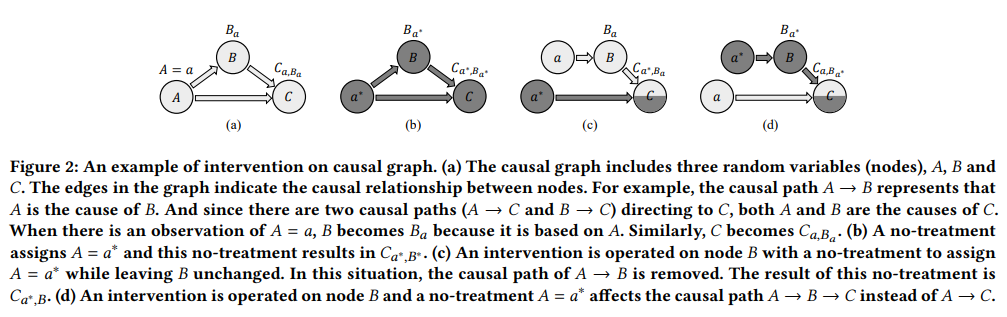 B_a B_{a*} B_a B_{a*}
A = a B C_{a,B_a} B C_{a*,B_{a*}} a B C_{a*,B_a} a* B C_{a,B_{a*}}
A C a* C a* C a C
(a) (b) (c) (d)
Figure 2: An example of intervention on causal graph. (a) The causal graph includes three random variables (nodes), A, B and
C. The edges in the graph indicate the causal relationship between nodes. For example, the causal path A → B represents that
A is the cause of B. And since there are two causal paths (A → C and B → C) directing to C, both A and B are the causes of C.
When there is an observation of A = a, B becomes B_a because it is based on A. Similarly, C becomes C_{a,B_a}. (b) A no-treatment
assigns A = a* and this no-treatment results in C_{a*,B*}. (c) An intervention is operated on node B with a no-treatment to assign
A = a* while leaving B unchanged. In this situation, the causal path of A → B is removed. The result of this no-treatment is
C_{a*,B}. (d) An intervention is operated on node B and a no-treatment A = a* affects the causal path A → B → C instead of A → C.